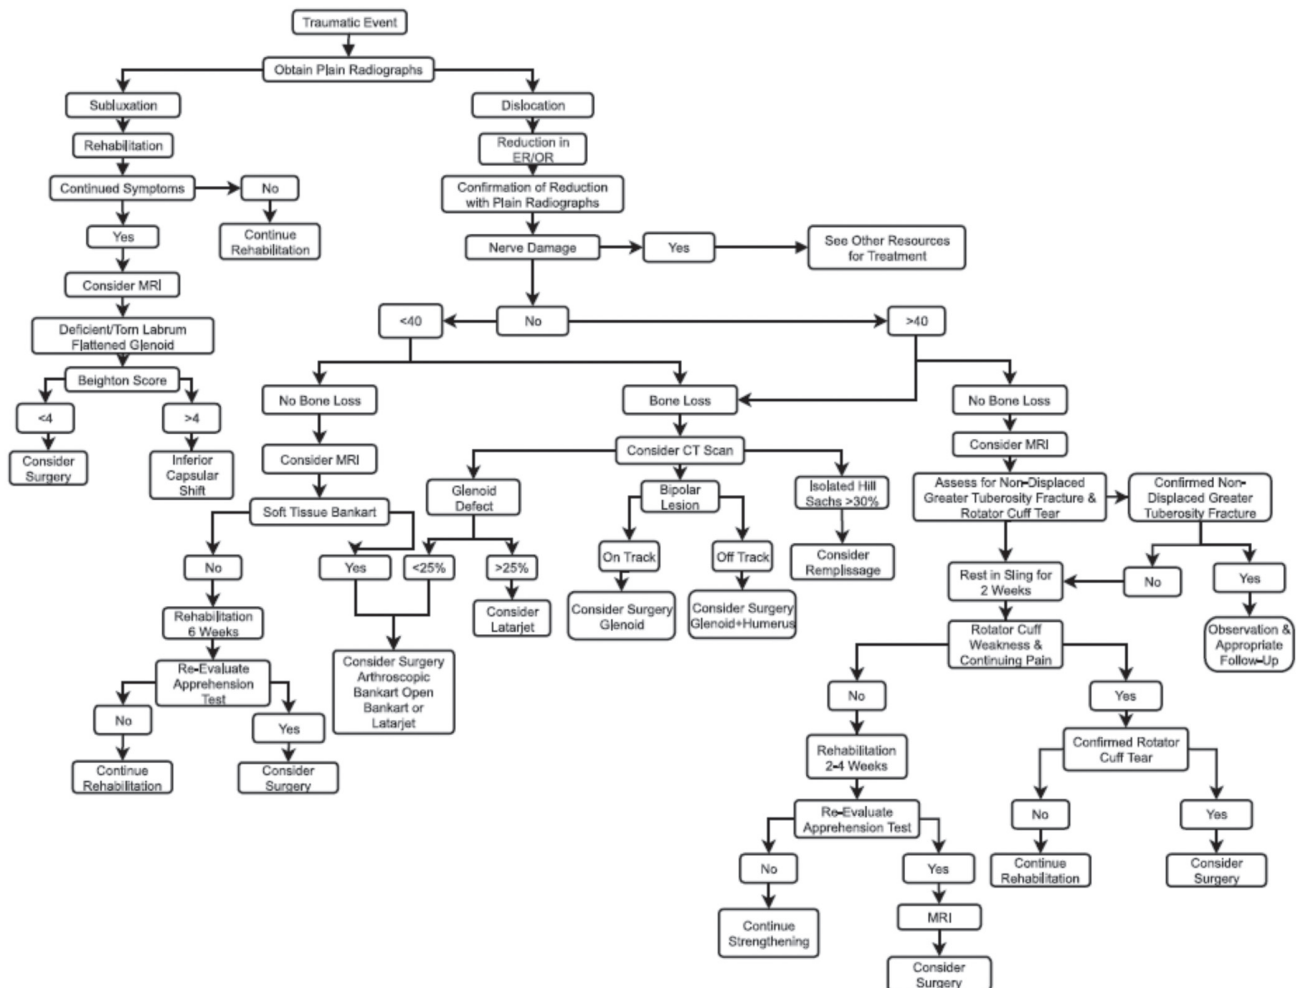 Traumatic Event
Obtain Plain Radiographs
Subluxation
Dislocation
Rehabilitation
Reduction in
ER/OR
Continued Symptoms
No
Confirmation of Reduction
with Plain Radiographs
Yes
Continue
Rehabilitation
Nerve Damage
Yes
See Other Resources
for Treatment
Consider MRI
Deficient/Torn Labrum
Flattened Glenoid
<40
No
>40
Beighton Score
<4
>4
Consider
Surgery
Inferior
Capsular
Shift
No Bone Loss
Bone Loss
No Bone Loss
Consider MRI
Consider CT Scan
Consider MRI
Soft Tissue Bankart
Glenoid
Defect
Bipolar
Lesion
Isolated Hill
Sachs >30%
Assess for Non-Displaced
Greater Tuberosity Fracture &
Rotator Cuff Tear
Confirmed Non-
Displaced Greater
Tuberosity Fracture
No
Yes
<25%
>25%
On Track
Off Track
Consider
Remplissage
Rest in Sling for
2 Weeks
No
Yes
Rehabilitation
6 Weeks
Consider
Latarjet
Consider Surgery
Glenoid
Consider Surgery
Glenoid+Humerus
Rotator Cuff
Weakness &
Continuing Pain
Observation &
Appropriate
Follow-Up
Re-Evaluate
Apprehension
Test
Consider Surgery
Arthroscopic
Bankart Open
Bankart or
Latarjet
No
Yes
No
Yes
Continue
Rehabilitation
Consider
Surgery
Rehabilitation
2-4 Weeks
Confirmed Rotator
Cuff Tear
Re-Evaluate
Apprehension Test
No
Yes
No
Yes
Continue
Rehabilitation
Consider
Surgery
Continue
Strengthening
MRI
Consider
Surgery